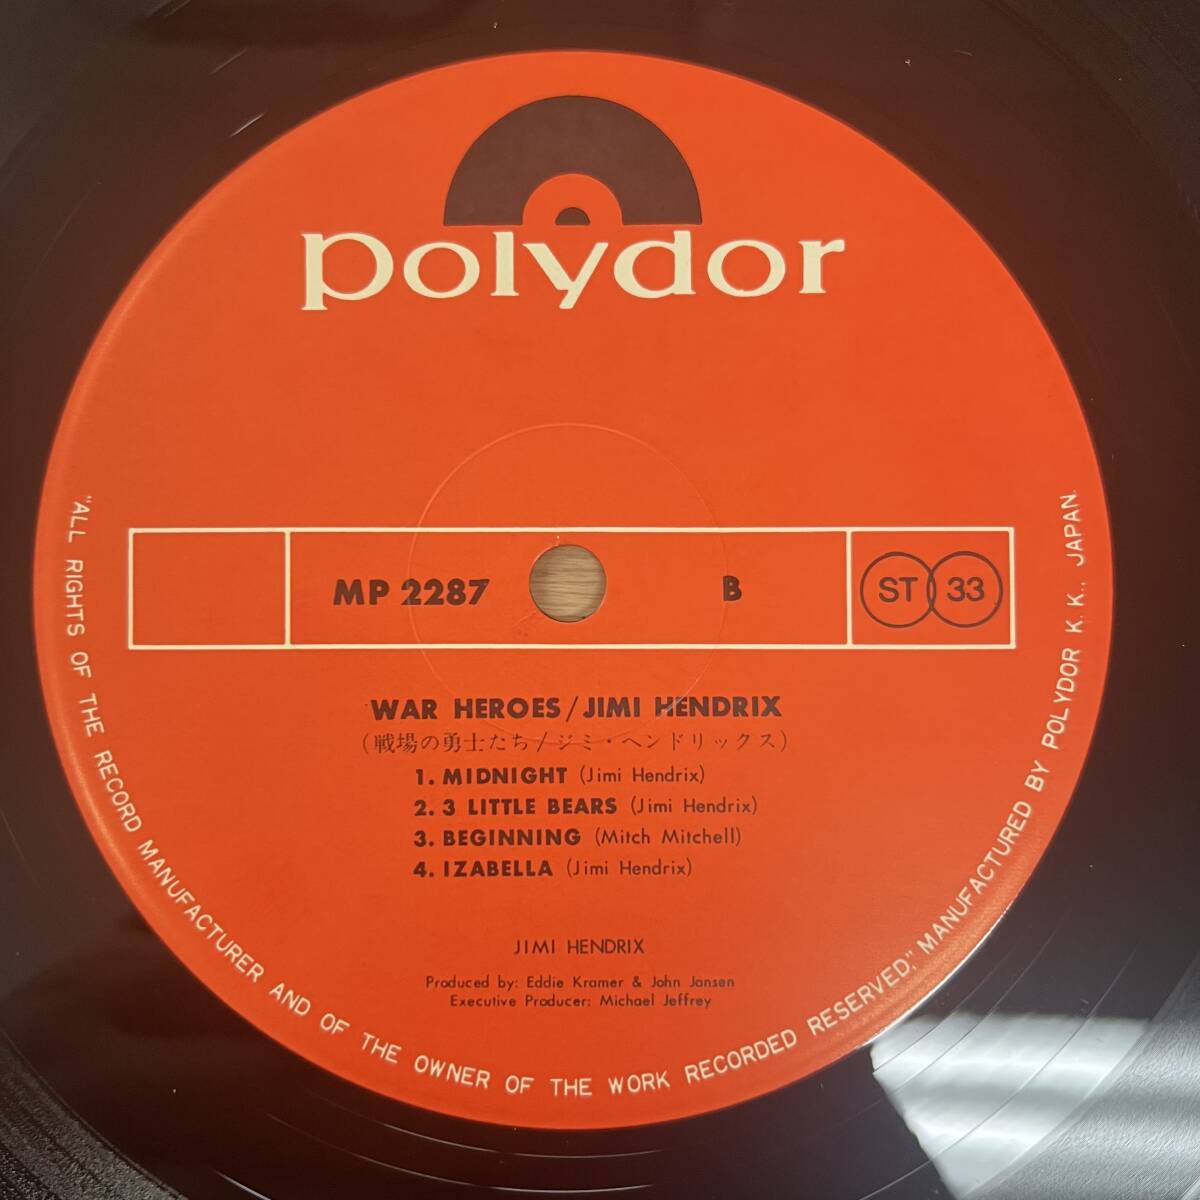 polydor
MP 2287 B ST 33
WAR HEROES/JIMI HENDRIX
(戦場の勇士たち/ジミ・ヘンドリックス)
1. MIDNIGHT (Jimi Hendrix)
2. 3 LITTLE BEARS (Jimi Hendrix)
3. BEGINNING (Mitch Mitchell)
4. IZABELLA (Jimi Hendrix)
JIMI HENDRIX
Produced by: Eddie Kramer & John Jansen
Executive Producer: Michael Jeffrey
"ALL RIGHTS OF THE RECORD MANUFACTURER AND OF THE OWNER OF THE WORK RECORDED RESERVED," MANUFACTURED BY POLYDOR K.K., JAPAN.